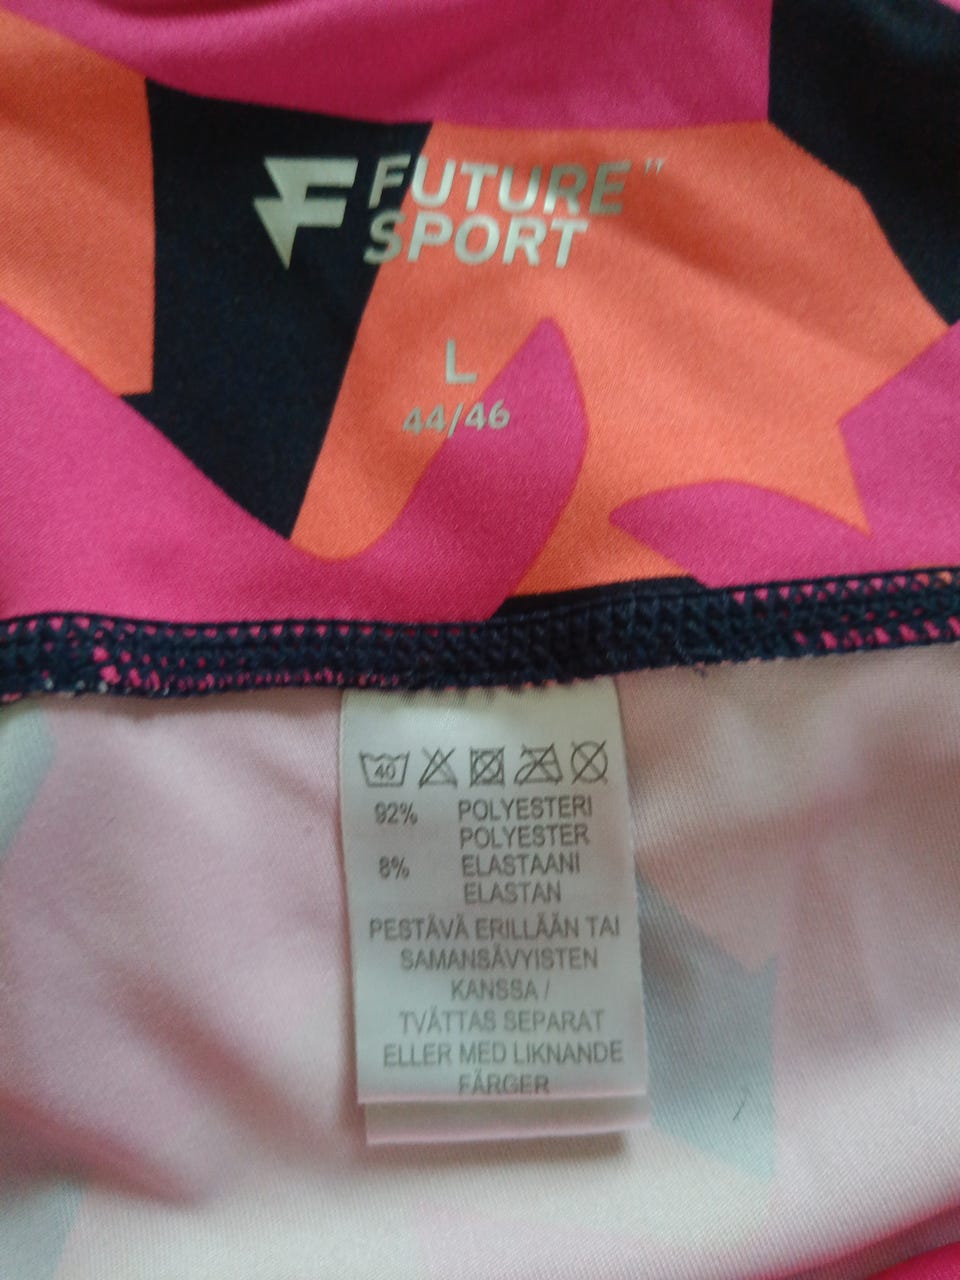 FUTURE
SPORT
L
44/46
40
92% POLYESTERI
POLYESTER
8% ELASTAANI
ELASTAN
PESTÄVÄ ERILLÄÄN TAI
SAMANSÄVYISTEN
KANSSA /
TVÄTTAS SEPARAT
ELLER MED LIKNANDE
FÄRGER